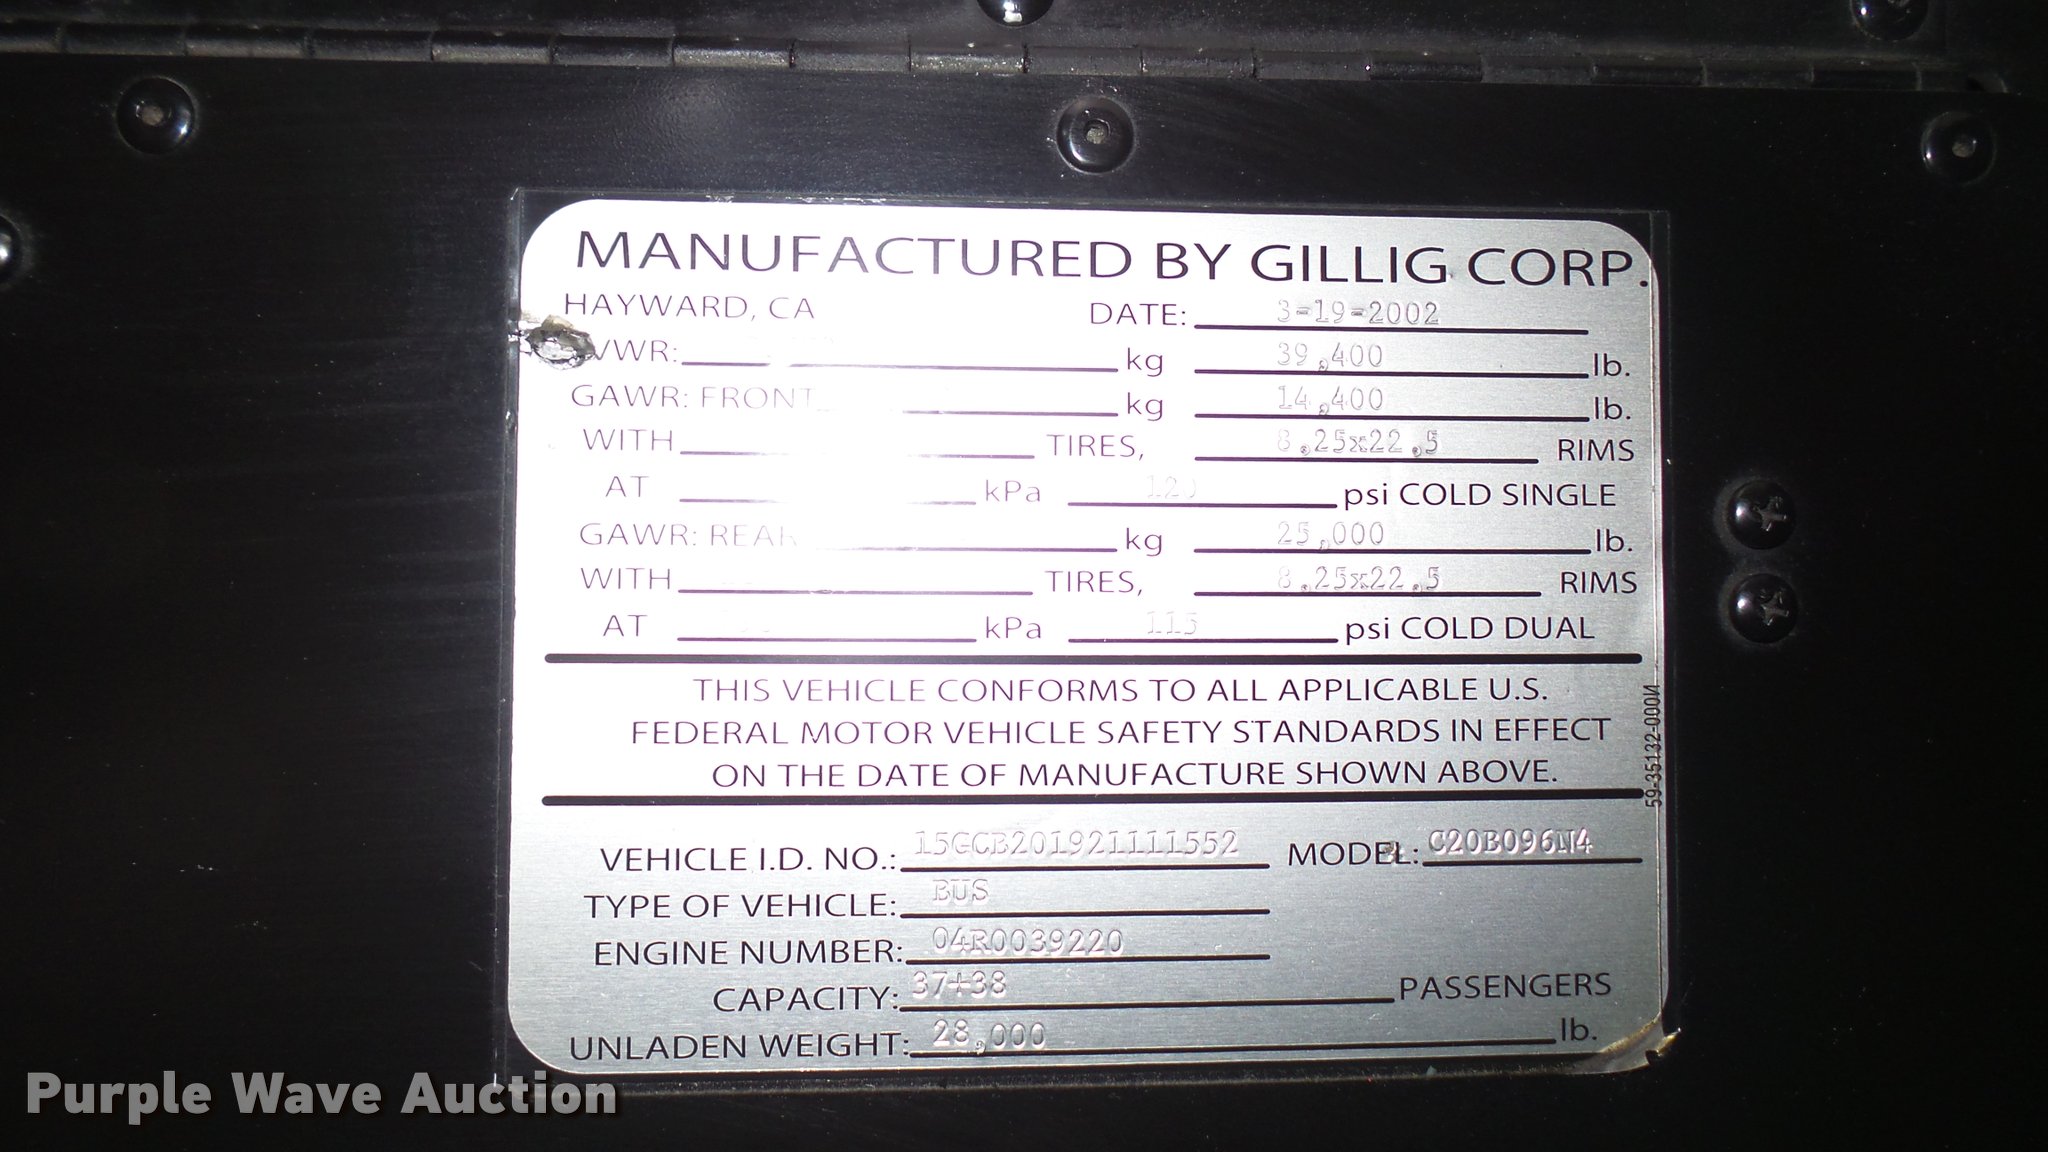 MANUFACTURED BY GILLIG CORP.
HAYWARD, CA DATE: 3-19-2002
VWR: kg 39,400 lb.
GAWR: FRONT kg 14,400 lb.
WITH TIRES, 8.25x22.5 RIMS
AT kPa 120 psi COLD SINGLE
GAWR: REAR kg 25,000 lb.
WITH TIRES, 8.25x22.5 RIMS
AT kPa 115 psi COLD DUAL
THIS VEHICLE CONFORMS TO ALL APPLICABLE U.S.
FEDERAL MOTOR VEHICLE SAFETY STANDARDS IN EFFECT
ON THE DATE OF MANUFACTURE SHOWN ABOVE.
59-35132-000N
VEHICLE I.D. NO.: 15GCB201921111552 MODEL: C20B096N4
TYPE OF VEHICLE: BUS
ENGINE NUMBER: 04R0039220
CAPACITY: 37+38 PASSENGERS
UNLADEN WEIGHT: 28,000 lb.
Purple Wave Auction